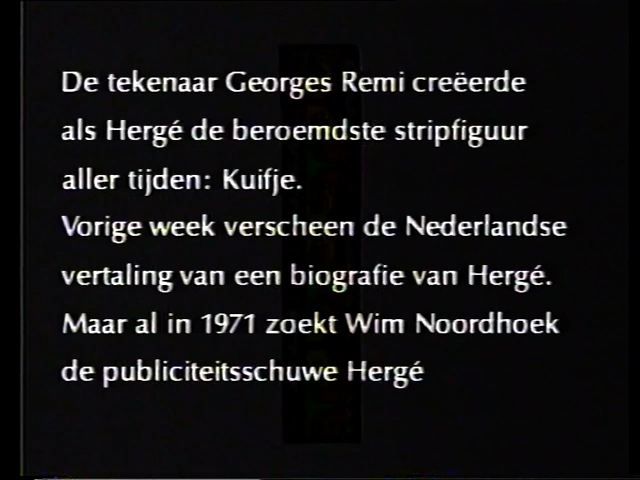 De tekenaar Georges Remi creëerde
als Hergé de beroemdste stripfiguur
aller tijden: Kuifje.
Vorige week verscheen de Nederlandse
vertaling van een biografie van Hergé.
Maar al in 1971 zoekt Wim Noordhoek
de publiciteitsschuwe Hergé